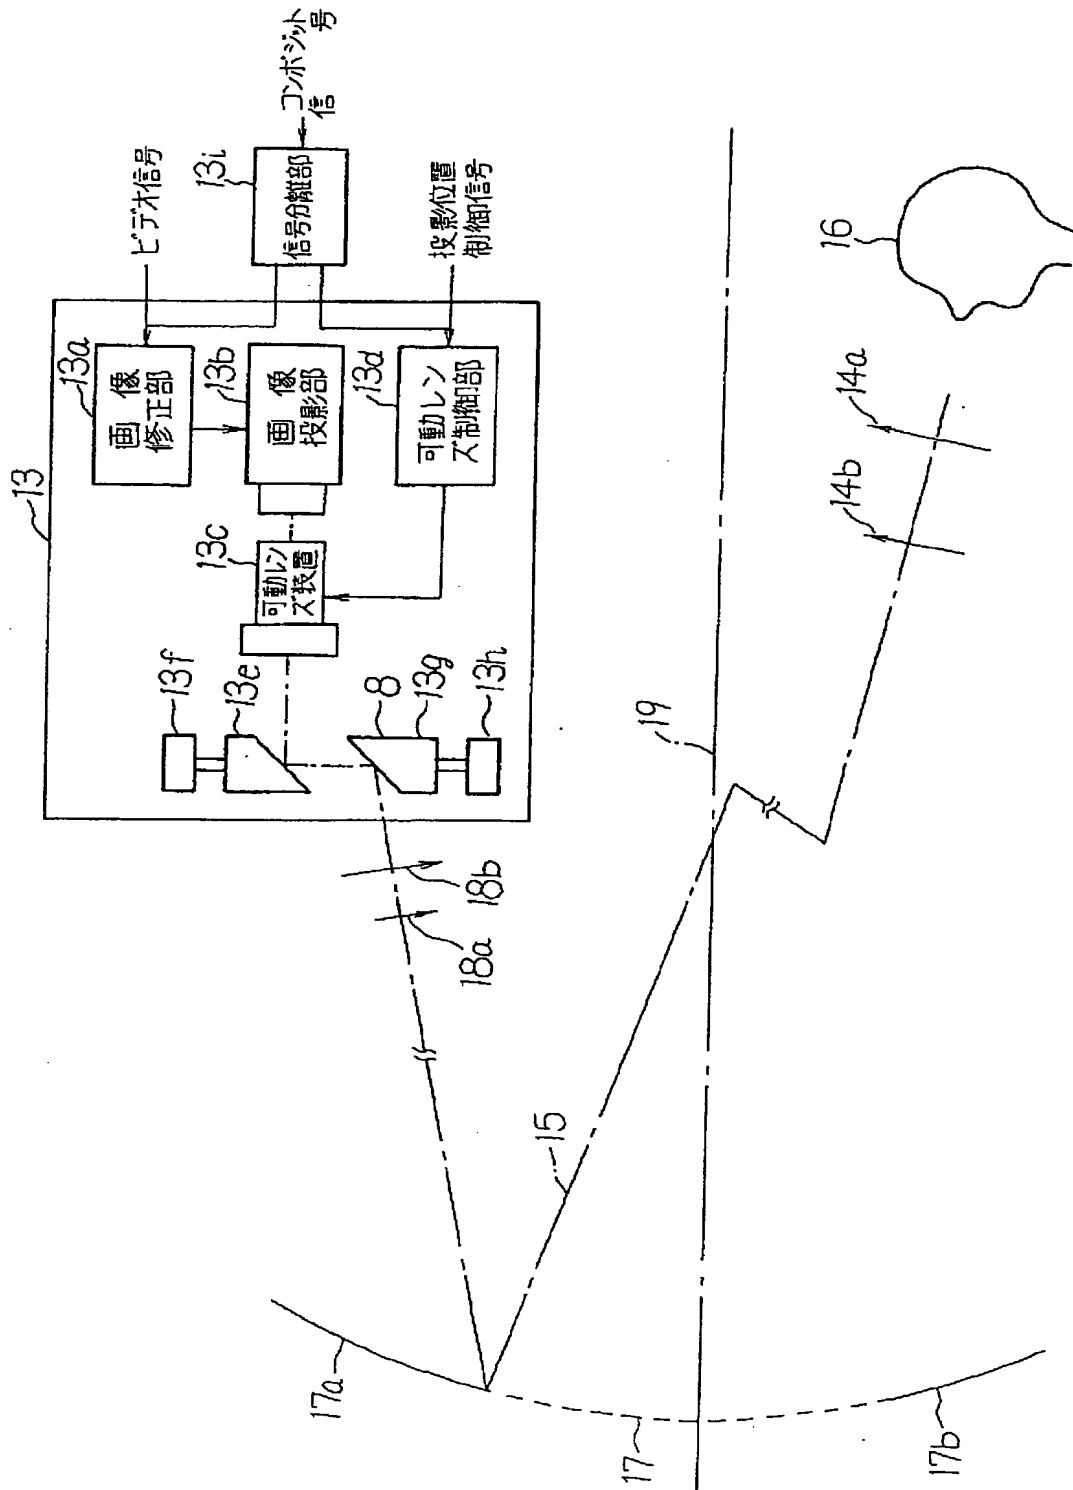 13
13a
画像
修正部
ビデオ信号
13b
画像
投影部
13i
信号分離部
コンポジット
信号
13c
可動レン
ズ装置
13d
可動レン
ズ制御部
投影位置
制御信号
13f
13e
8
13g
13h
18b
18a
19
16
14a
14b
15
17a
17
17b